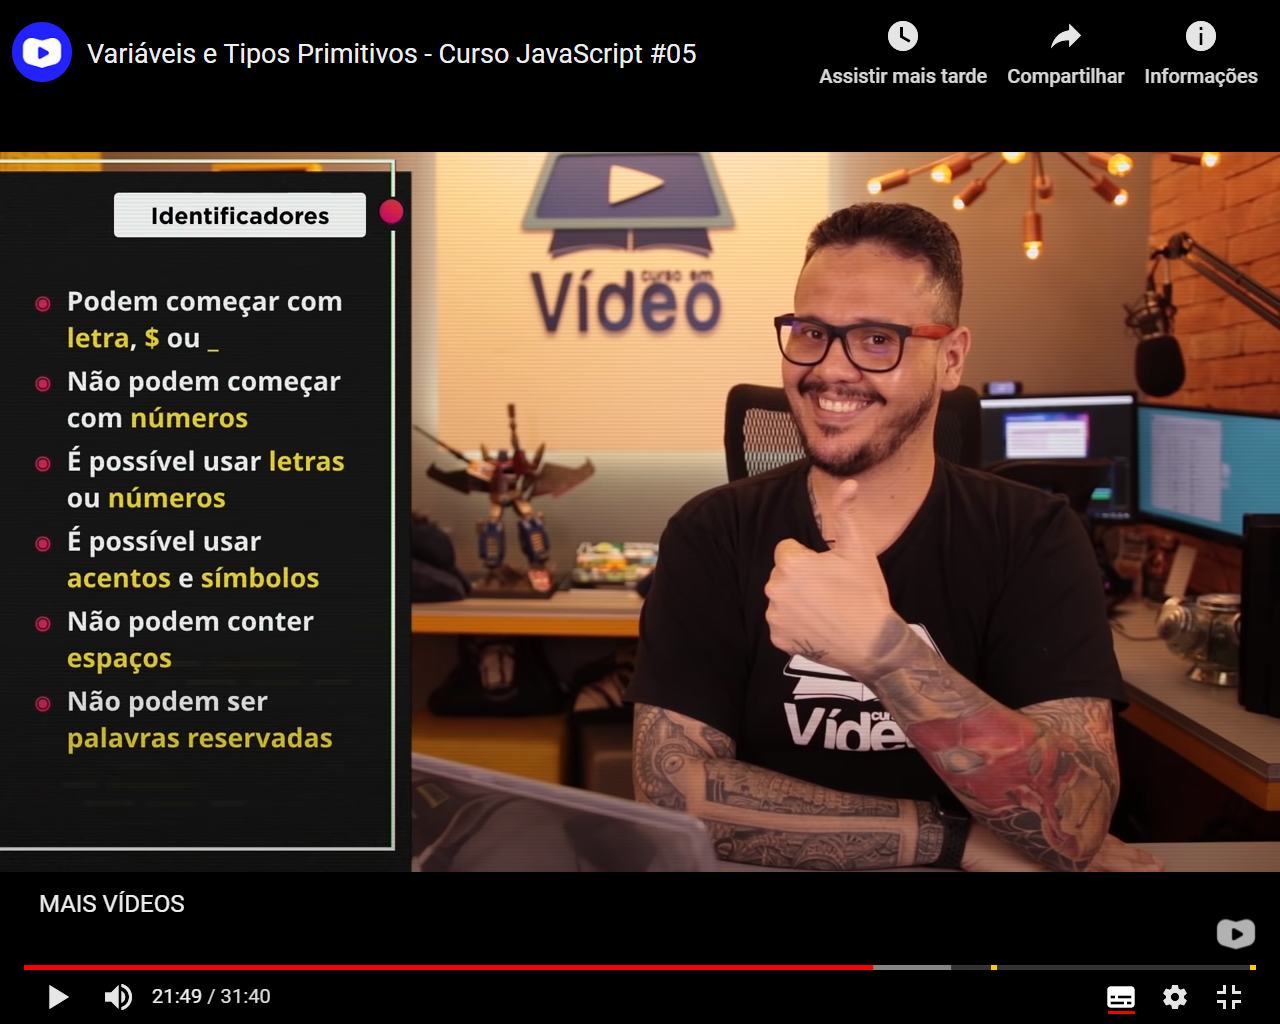 Variáveis e Tipos Primitivos - Curso JavaScript #05
Assistir mais tarde
Compartilhar
Informações
Identificadores
Podem começar com
letra, $ ou _
Não podem começar
com números
É possível usar letras
ou números
É possível usar
acentos e símbolos
Não podem conter
espaços
Não podem ser
palavras reservadas
curso em
Vídeo
MAIS VÍDEOS
21:49 / 31:40